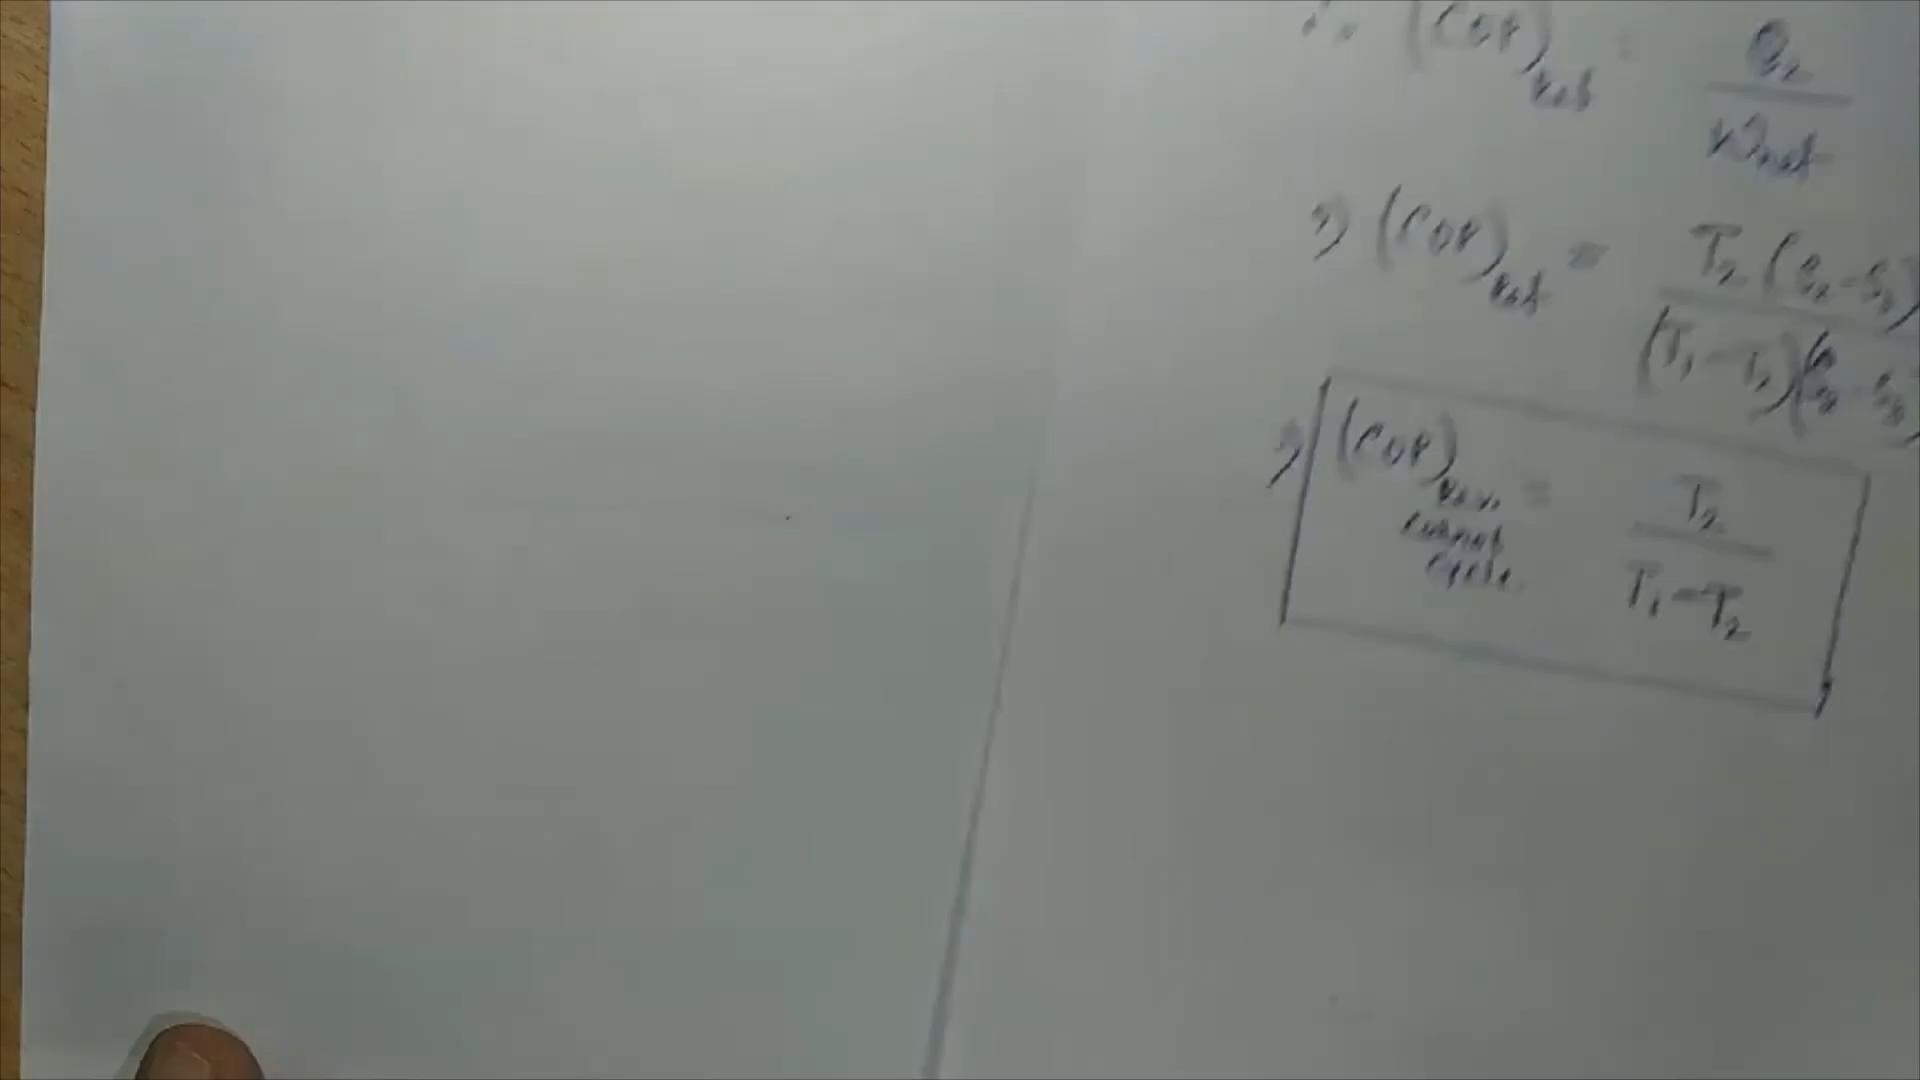 ∴ (COP)Ref = Q₂ / Wnet
⇒ (COP)Ref = T₂ (S₂-S₃) / (T₁-T₂)(S₂-S₃)
⇒ (COP)Rev. carnot cycle = T₂ / T₁-T₂